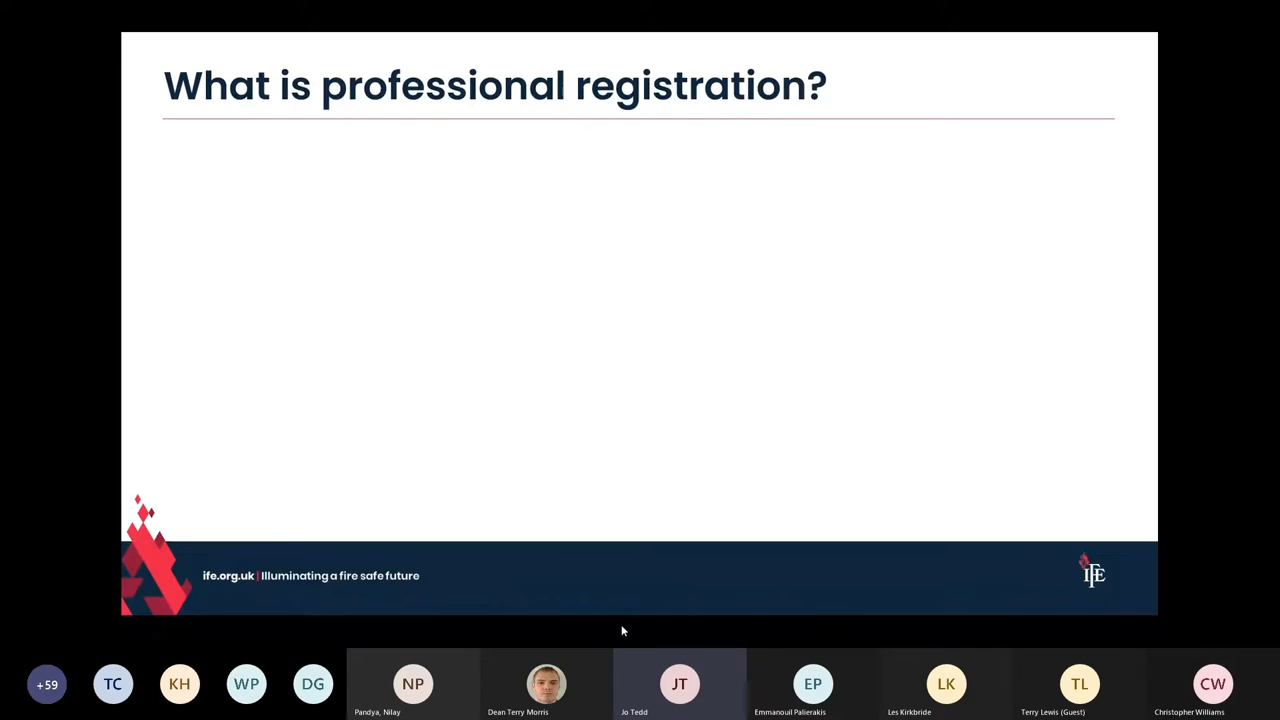 What is professional registration?
ife.org.uk | Illuminating a fire safe future
IFE
+59
TC
KH
WP
DG
NP
JT
EP
LK
TL
CW
Pandya, Nilay
Dean Terry Morris
Jo Tedd
Emmanouil Palierakis
Les Kirkbride
Terry Lewis (Guest)
Christopher Williams